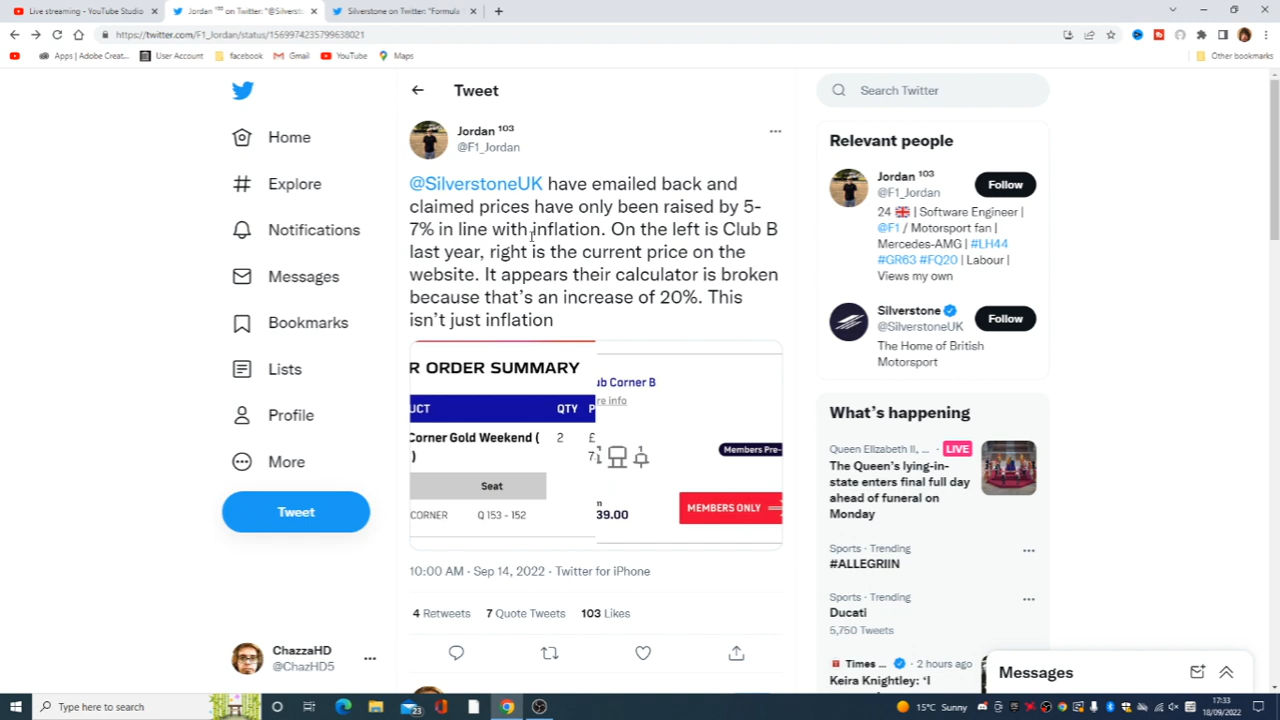 Live streaming - YouTube Studio
Jordan ¹⁰³ on Twitter: "@Silverst
Silverstone on Twitter: "Formula
https://twitter.com/F1_Jordan/status/1569974235799638021
Apps | Adobe Creat...
User Account
facebook
Gmail
YouTube
Maps
Other bookmarks
Home
Explore
Notifications
Messages
Bookmarks
Lists
Profile
More
Tweet
ChazzaHD
@ChazHD5
Tweet
Jordan ¹⁰³
@F1_Jordan
@SilverstoneUK have emailed back and
claimed prices have only been raised by 5-
7% in line with inflation. On the left is Club B
last year, right is the current price on the
website. It appears their calculator is broken
because that's an increase of 20%. This
isn't just inflation
R ORDER SUMMARY
UCT QTY P
Corner Gold Weekend ( 2 £
) 7
Seat
CORNER Q 153 - 152
ub Corner B
re info
Members Pre-
m
39.00
MEMBERS ONLY
10:00 AM · Sep 14, 2022 · Twitter for iPhone
4 Retweets 7 Quote Tweets 103 Likes
Search Twitter
Relevant people
Jordan ¹⁰³
@F1_Jordan
Follow
24 🇬🇧 | Software Engineer |
@F1 / Motorsport fan |
Mercedes-AMG | #LH44
#GR63 #FQ20 | Labour |
Views my own
Silverstone
@SilverstoneUK
Follow
The Home of British
Motorsport
What's happening
Queen Elizabeth II, ... · LIVE
The Queen's lying-in-
state enters final full day
ahead of funeral on
Monday
Sports · Trending
#ALLEGRIIN
Sports · Trending
Ducati
5,750 Tweets
Times ... · 2 hours ago
Keira Knightley: 'I
Messages
Type here to search
23
15°C Sunny
17:33
18/09/2022